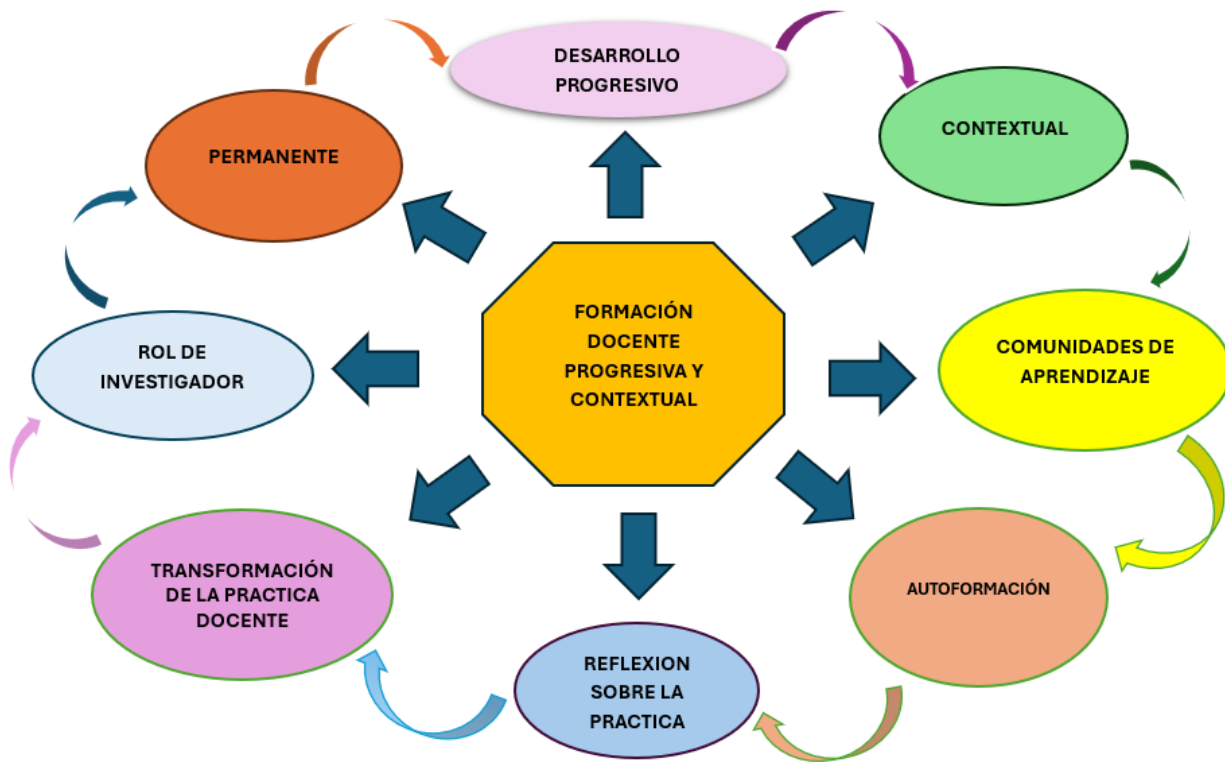 DESARROLLO
PROGRESIVO
CONTEXTUAL
PERMANENTE
FORMACIÓN
DOCENTE
PROGRESIVA Y
CONTEXTUAL
ROL DE
INVESTIGADOR
COMUNIDADES DE
APRENDIZAJE
TRANSFORMACIÓN
DE LA PRACTICA
DOCENTE
AUTOFORMACIÓN
REFLEXION
SOBRE LA
PRACTICA